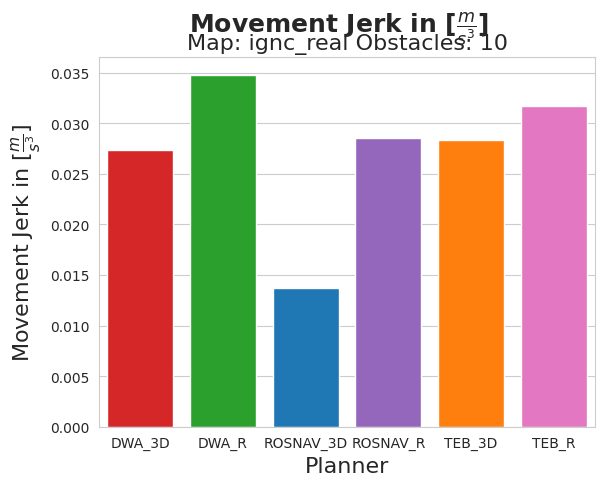 Movement Jerk in [m/s³]
Map: ignc_real Obstacles: 10
Movement Jerk in [m/s³]
0.035
0.030
0.025
0.020
0.015
0.010
0.005
0.000
DWA_3D DWA_R ROSNAV_3D ROSNAV_R TEB_3D TEB_R
Planner